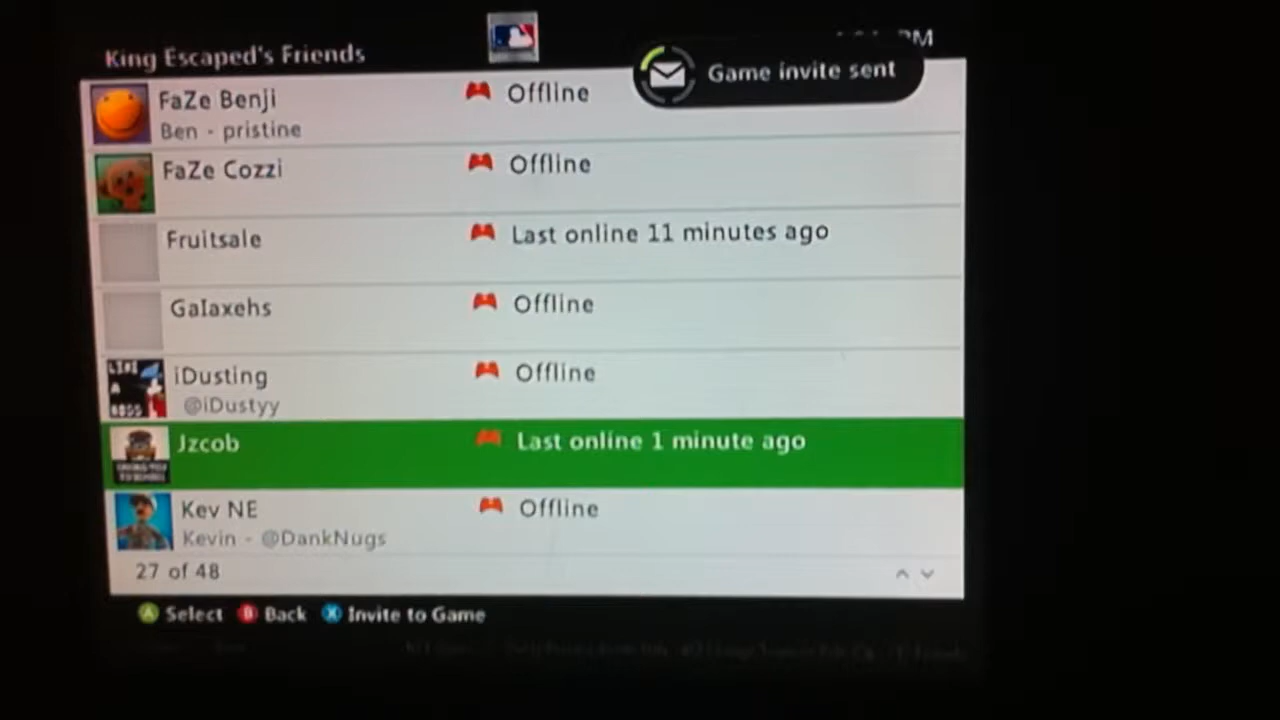 King Escaped's Friends
PM
Game invite sent
FaZe Benji
Offline
Ben - pristine
FaZe Cozzi
Offline
Fruitsale
Last online 11 minutes ago
Galaxehs
Offline
iDusting
Offline
@iDustyy
Jzcob
Last online 1 minute ago
Kev NE
Offline
Kevin - @DankNugs
27 of 48
A Select B Back X Invite to Game